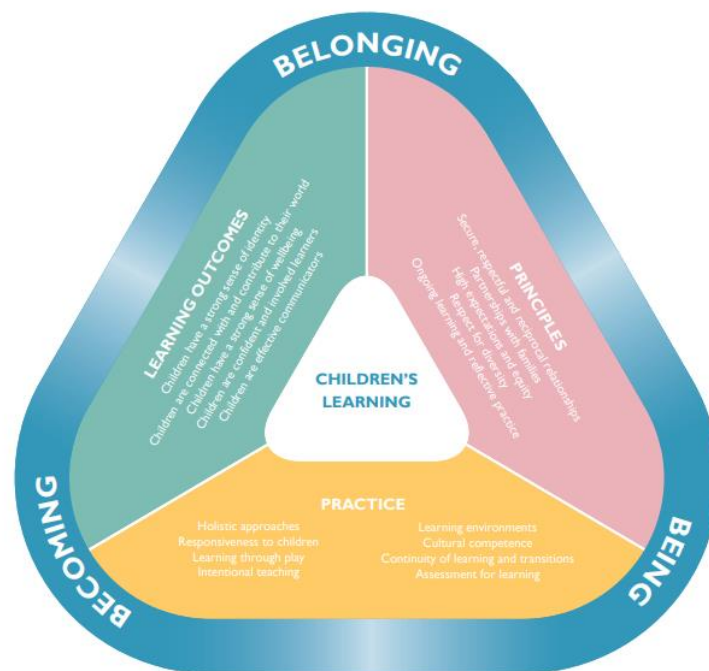 BELONGING
LEARNING OUTCOMES
Children have a strong sense of identity
Children are connected with and contribute to their world
Children have a strong sense of wellbeing
Children are confident and involved learners
Children are effective communicators
PRINCIPLES
Secure, respectful and reciprocal relationships
Partnerships with families
High expectations and equity
Respect for diversity
Ongoing learning and reflective practice
CHILDREN'S
LEARNING
PRACTICE
Holistic approaches
Responsiveness to children
Learning through play
Intentional teaching
Learning environments
Cultural competence
Continuity of learning and transitions
Assessment for learning
BECOMING
BEING